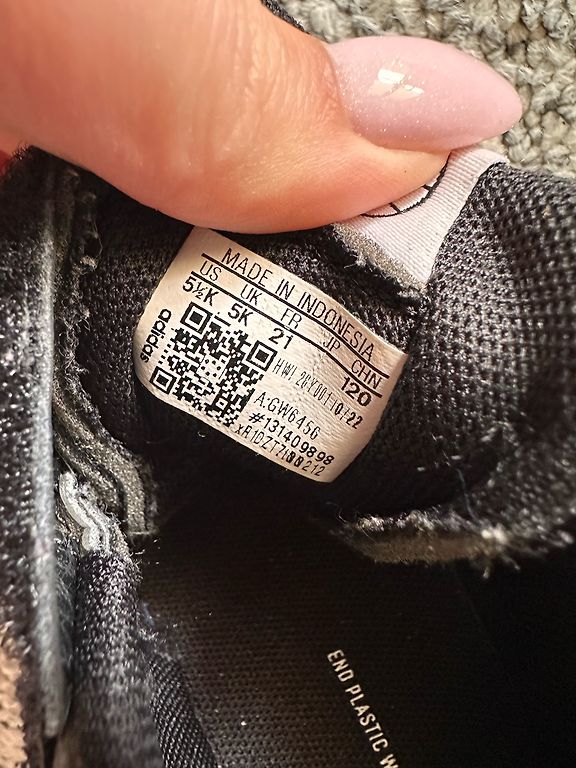 MADE IN INDONESIA
US UK FR JP CHN
5½K 5K 21 120
adidas
A:GW6456
#131409898
END PLASTIC